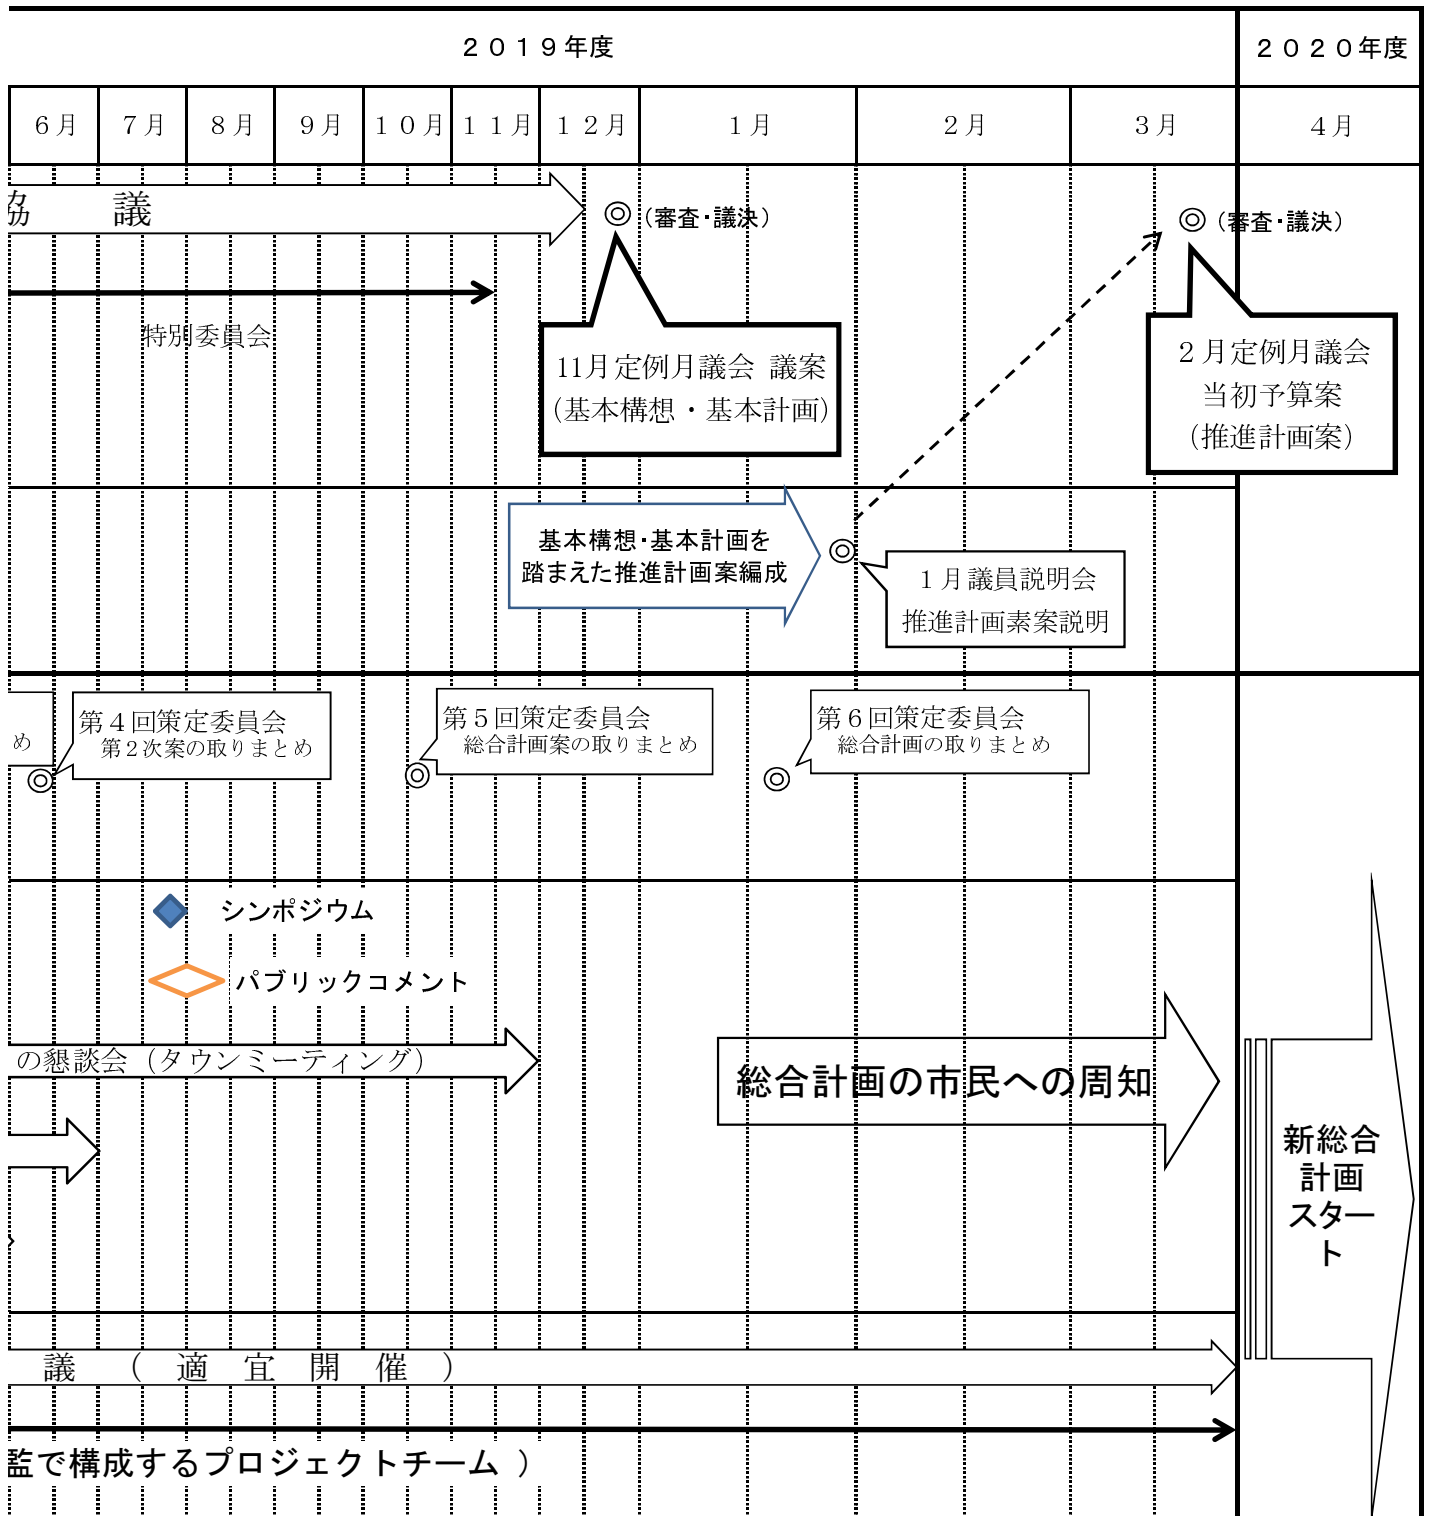 ２０１９年度
２０２０年度
６月
７月
８月
９月
１０月
１１月
１２月
１月
２月
３月
４月
協　　議
（審査・議決）
（審査・議決）
特別委員会
11月定例月議会 議案
（基本構想・基本計画）
２月定例月議会
当初予算案
（推進計画案）
基本構想・基本計画を
踏まえた推進計画案編成
１月議員説明会
推進計画素案説明
め
第４回策定委員会
第２次案の取りまとめ
第５回策定委員会
総合計画案の取りまとめ
第６回策定委員会
総合計画の取りまとめ
シンポジウム
パブリックコメント
の懇談会（タウンミーティング）
総合計画の市民への周知
新総合
計画
スター
ト
議　（　適　宜　開　催　）
監で構成するプロジェクトチーム ）